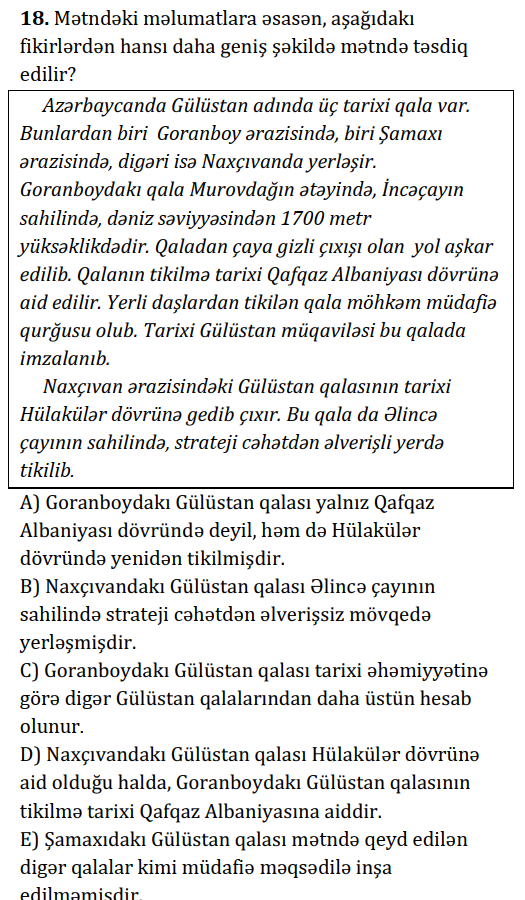 18. Mətndəki məlumatlara əsasən, aşağıdakı
fikirlərdən hansı daha geniş şəkildə mətndə təsdiq
edilir?
Azərbaycanda Gülüstan adında üç tarixi qala var.
Bunlardan biri Goranboy ərazisində, biri Şamaxı
ərazisində, digəri isə Naxçıvanda yerləşir.
Goranboydakı qala Murovdağın ətəyində, İncəçayın
sahilində, dəniz səviyyəsindən 1700 metr
yüksəklikdədir. Qaladan çaya gizli çıxışı olan yol aşkar
edilib. Qalanın tikilmə tarixi Qafqaz Albaniyası dövrünə
aid edilir. Yerli daşlardan tikilən qala möhkəm müdafiə
qurğusu olub. Tarixi Gülüstan müqaviləsi bu qalada
imzalanıb.
Naxçıvan ərazisindəki Gülüstan qalasının tarixi
Hülakülər dövrünə gedib çıxır. Bu qala da Əlincə
çayının sahilində, strateji cəhətdən əlverişli yerdə
tikilib.
A) Goranboydakı Gülüstan qalası yalnız Qafqaz
Albaniyası dövründə deyil, həm də Hülakülər
dövründə yenidən tikilmişdir.
B) Naxçıvandakı Gülüstan qalası Əlincə çayının
sahilində strateji cəhətdən əlverişsiz mövqedə
yerləşmişdir.
C) Goranboydakı Gülüstan qalası tarixi əhəmiyyətinə
görə digər Gülüstan qalalarından daha üstün hesab
olunur.
D) Naxçıvandakı Gülüstan qalası Hülakülər dövrünə
aid olduğu halda, Goranboydakı Gülüstan qalasının
tikilmə tarixi Qafqaz Albaniyasına aiddir.
E) Şamaxıdakı Gülüstan qalası mətndə qeyd edilən
digər qalalar kimi müdafiə məqsədilə inşa
edilməmişdir.